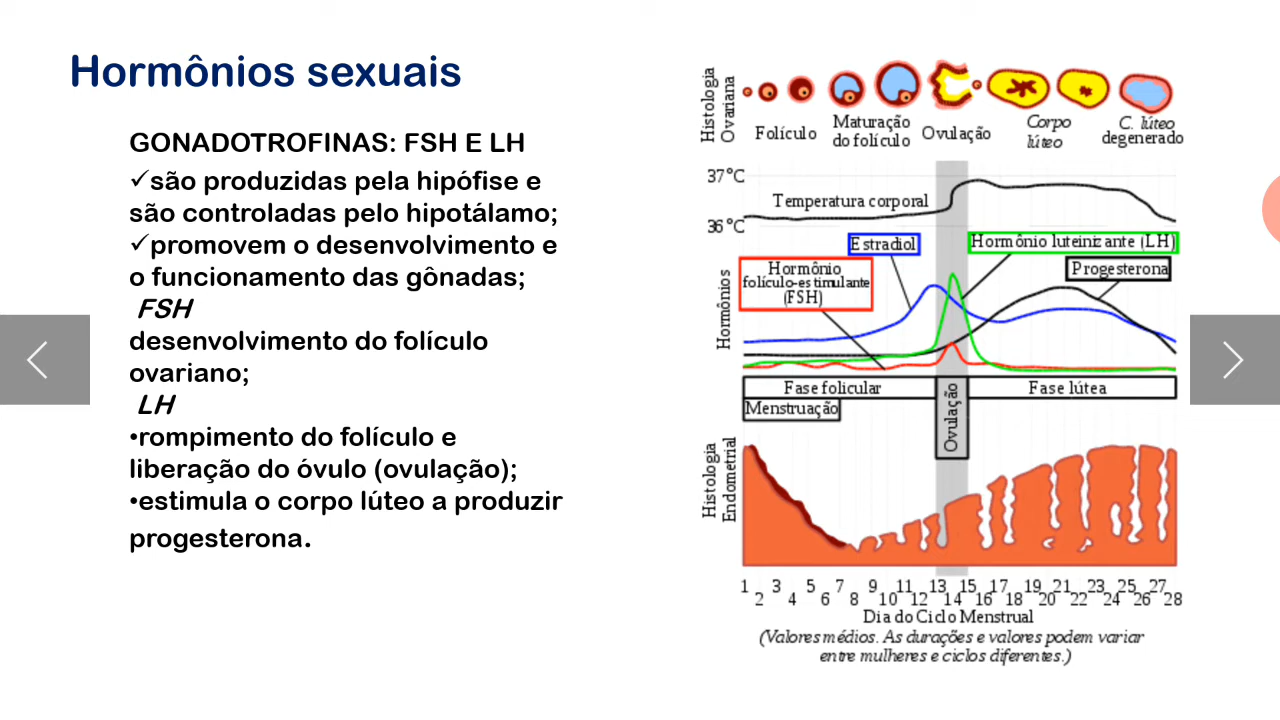 Hormônios sexuais
GONADOTROFINAS: FSH E LH
✓são produzidas pela hipófise e
são controladas pelo hipotálamo;
✓promovem o desenvolvimento e
o funcionamento das gônadas;
FSH
desenvolvimento do folículo
ovariano;
LH
•rompimento do folículo e
liberação do óvulo (ovulação);
•estimula o corpo lúteo a produzir
progesterona.
Histologia
Ovariana
Folículo
Maturação
do folículo
Ovulação
Corpo
lúteo
C. lúteo
degenerado
37°C
Temperatura corporal
36°C
Estradiol
Hormônio luteinizante (LH)
Hormônio
folículo-estimulante
(FSH)
Progesterona
Hormônios
Fase folicular
Ovulação
Fase lútea
Menstruação
Histologia
Endometrial
1 3 5 7 9 11 13 15 17 19 21 23 25 27
2 4 6 8 10 12 14 16 18 20 22 24 26 28
Dia do Ciclo Menstrual
(Valores médios. As durações e valores podem variar
entre mulheres e ciclos diferentes.)